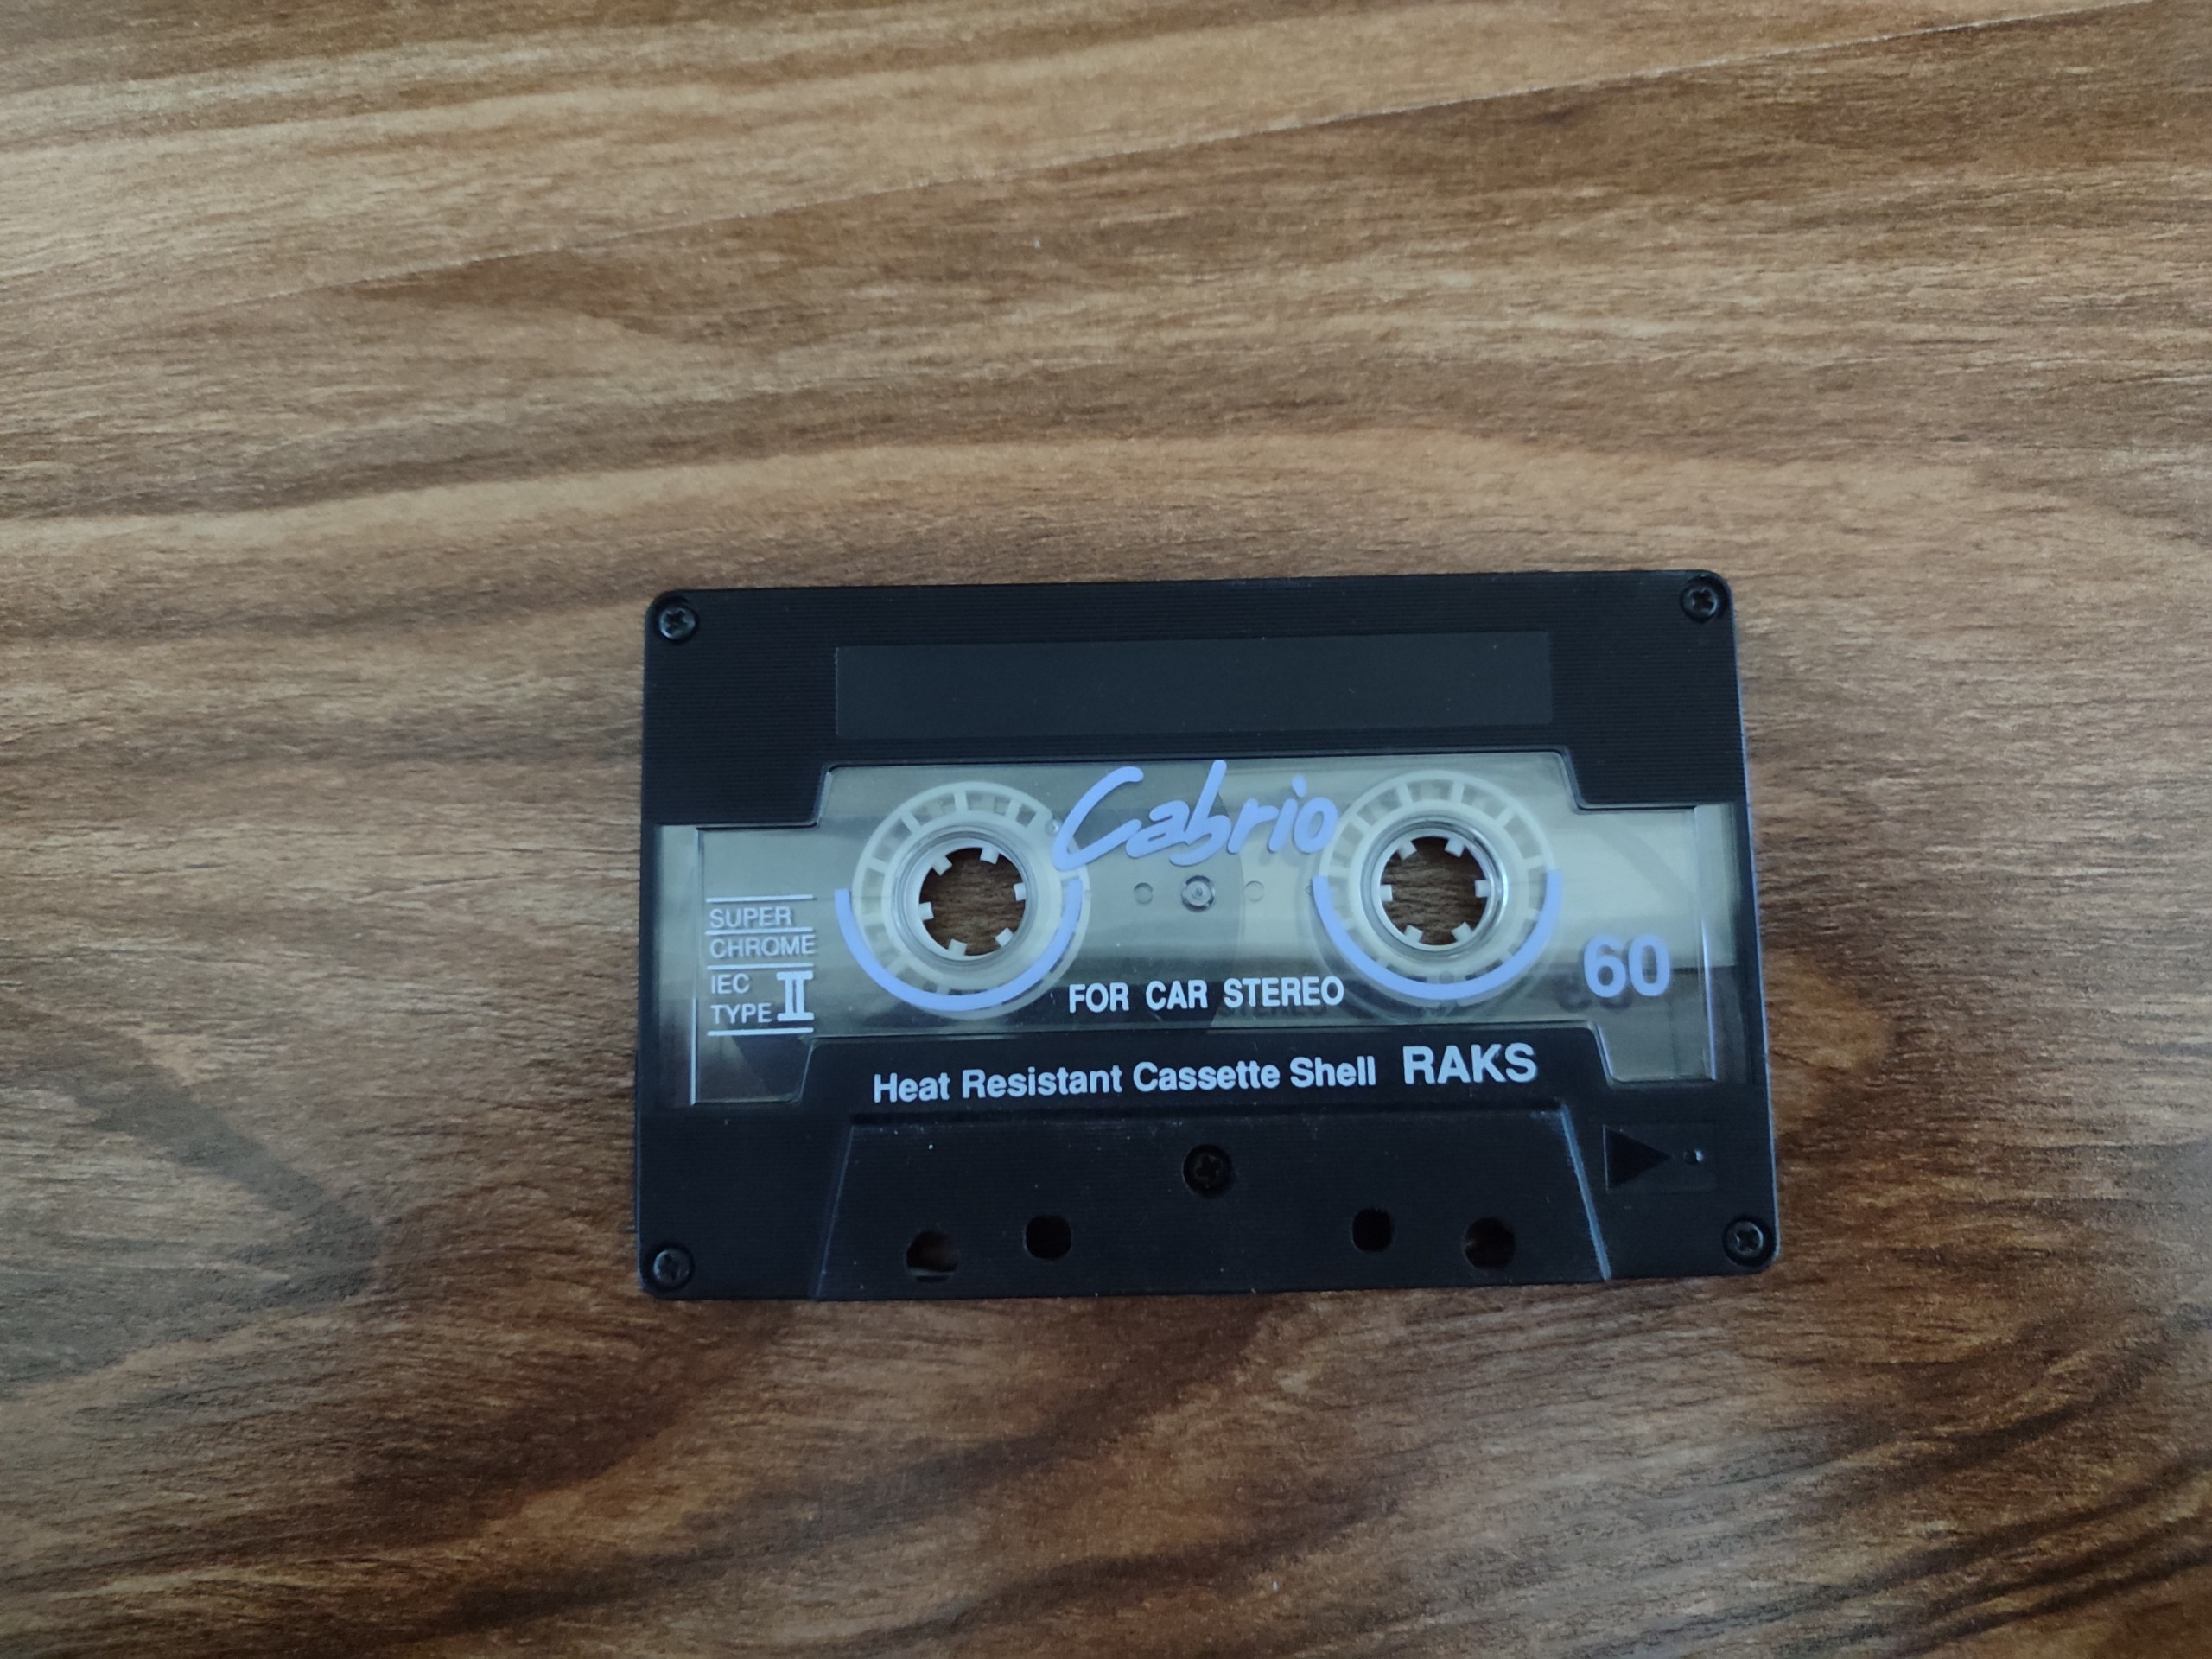 Cabrio
SUPER
CHROME
IEC
TYPE II
60
FOR CAR STEREO
Heat Resistant Cassette Shell RAKS